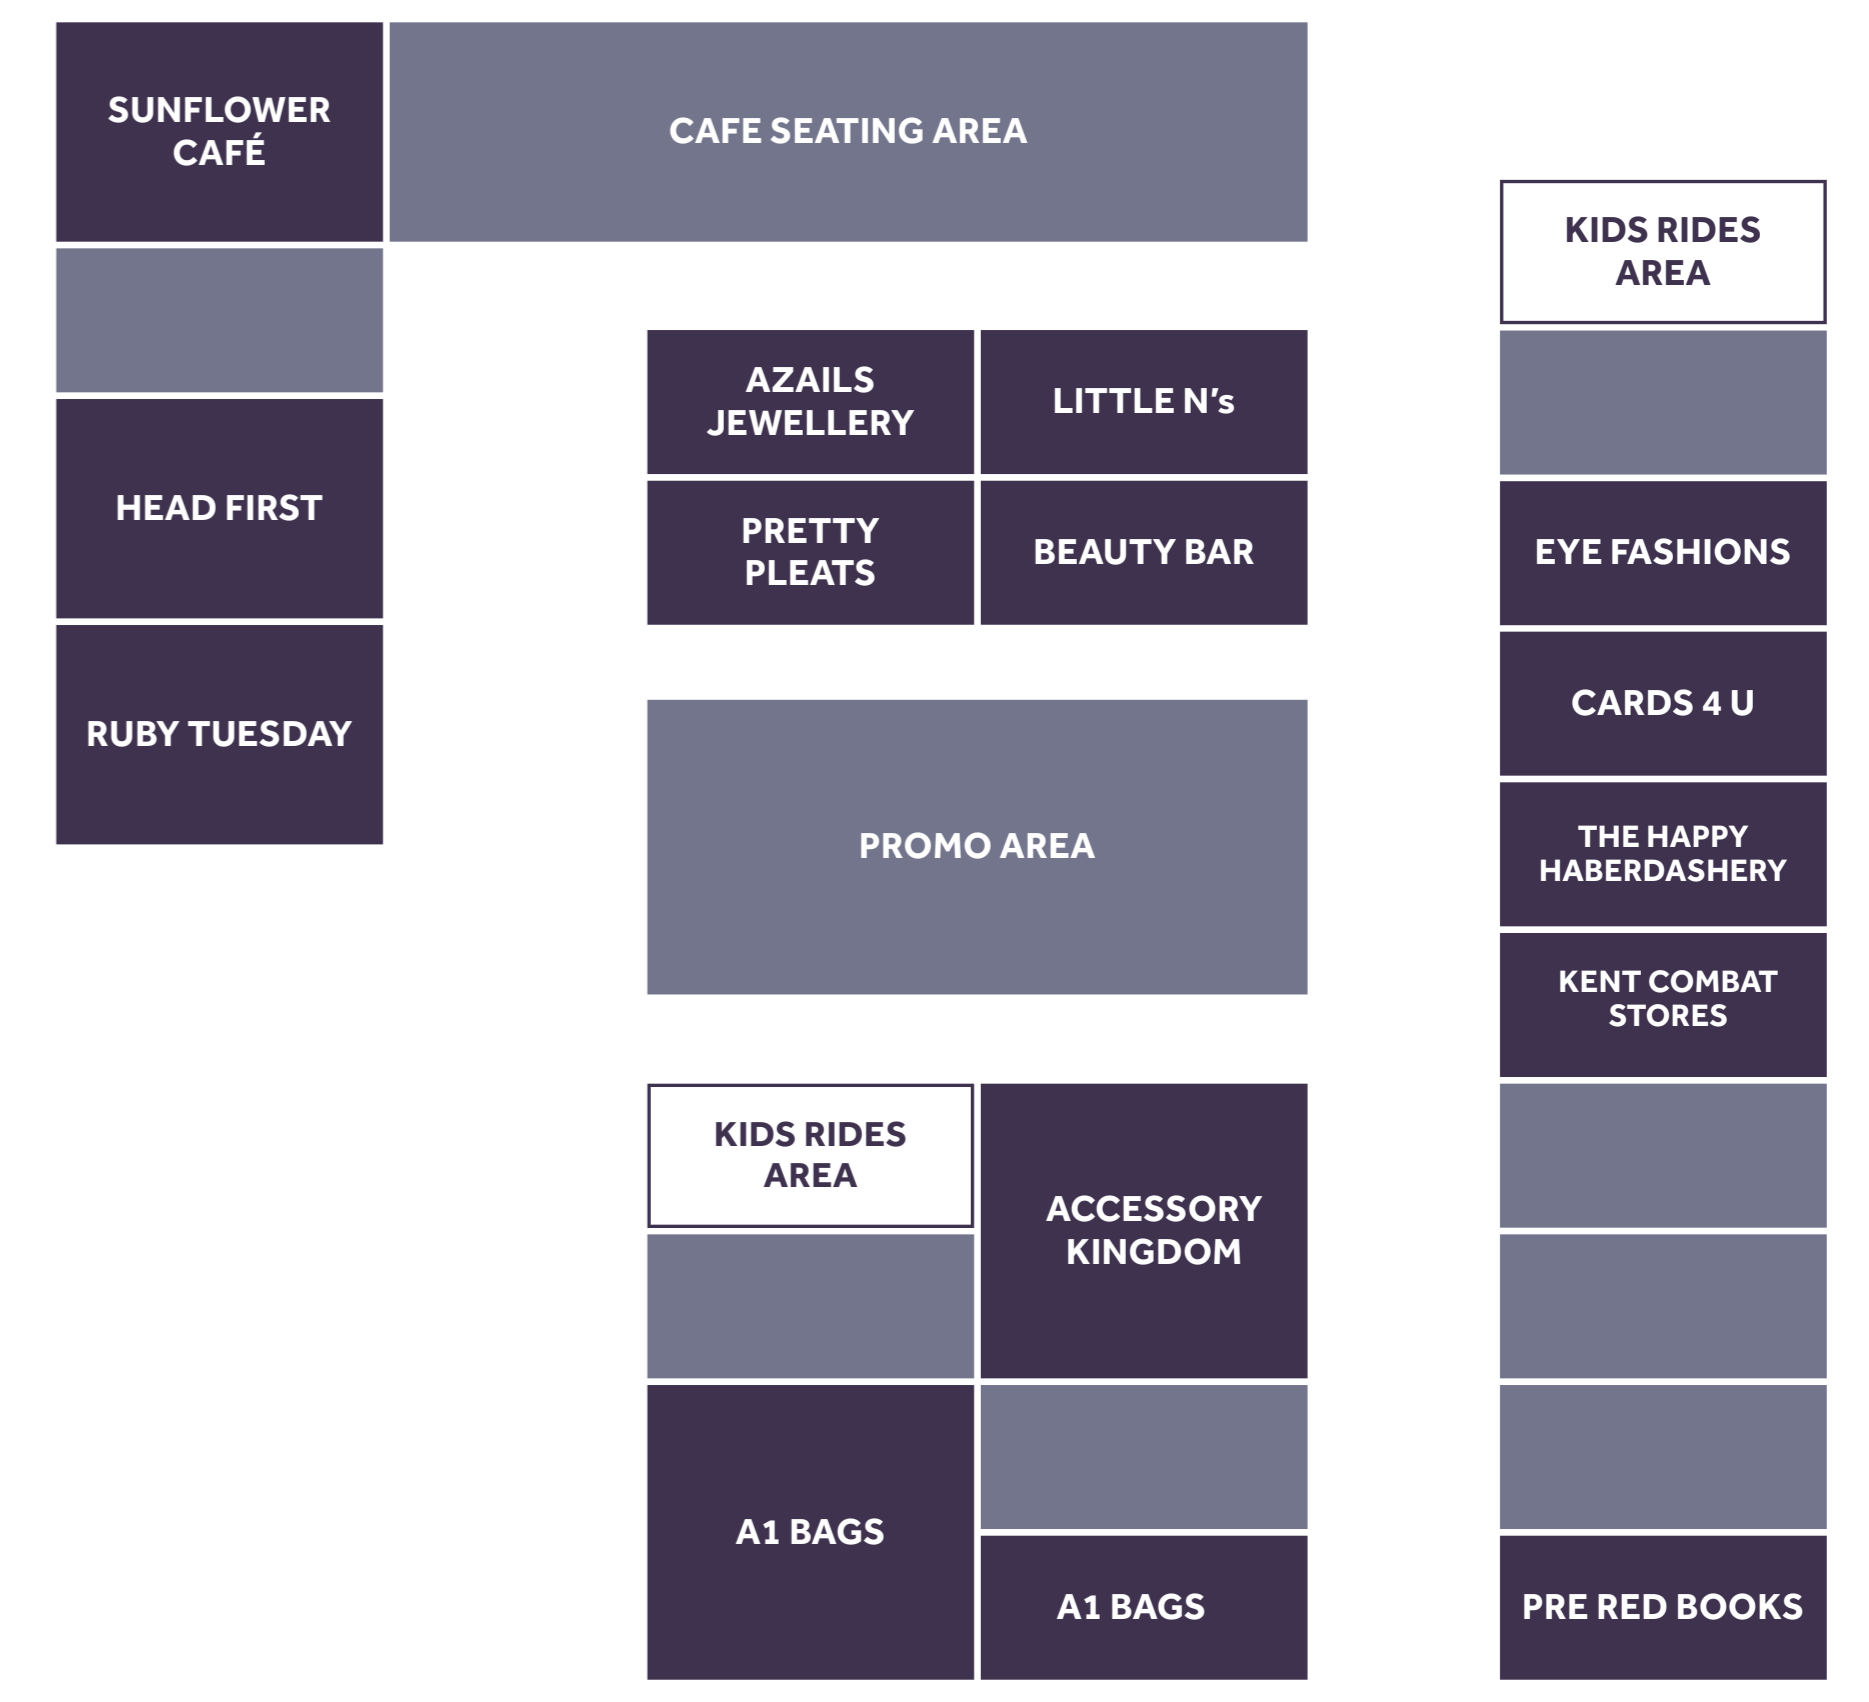 SUNFLOWER
CAFÉ
CAFE SEATING AREA
KIDS RIDES
AREA
AZAILS
JEWELLERY
LITTLE N’s
HEAD FIRST
PRETTY
PLEATS
BEAUTY BAR
EYE FASHIONS
RUBY TUESDAY
CARDS 4 U
PROMO AREA
THE HAPPY
HABERDASHERY
KENT COMBAT
STORES
KIDS RIDES
AREA
ACCESSORY
KINGDOM
A1 BAGS
A1 BAGS
PRE RED BOOKS